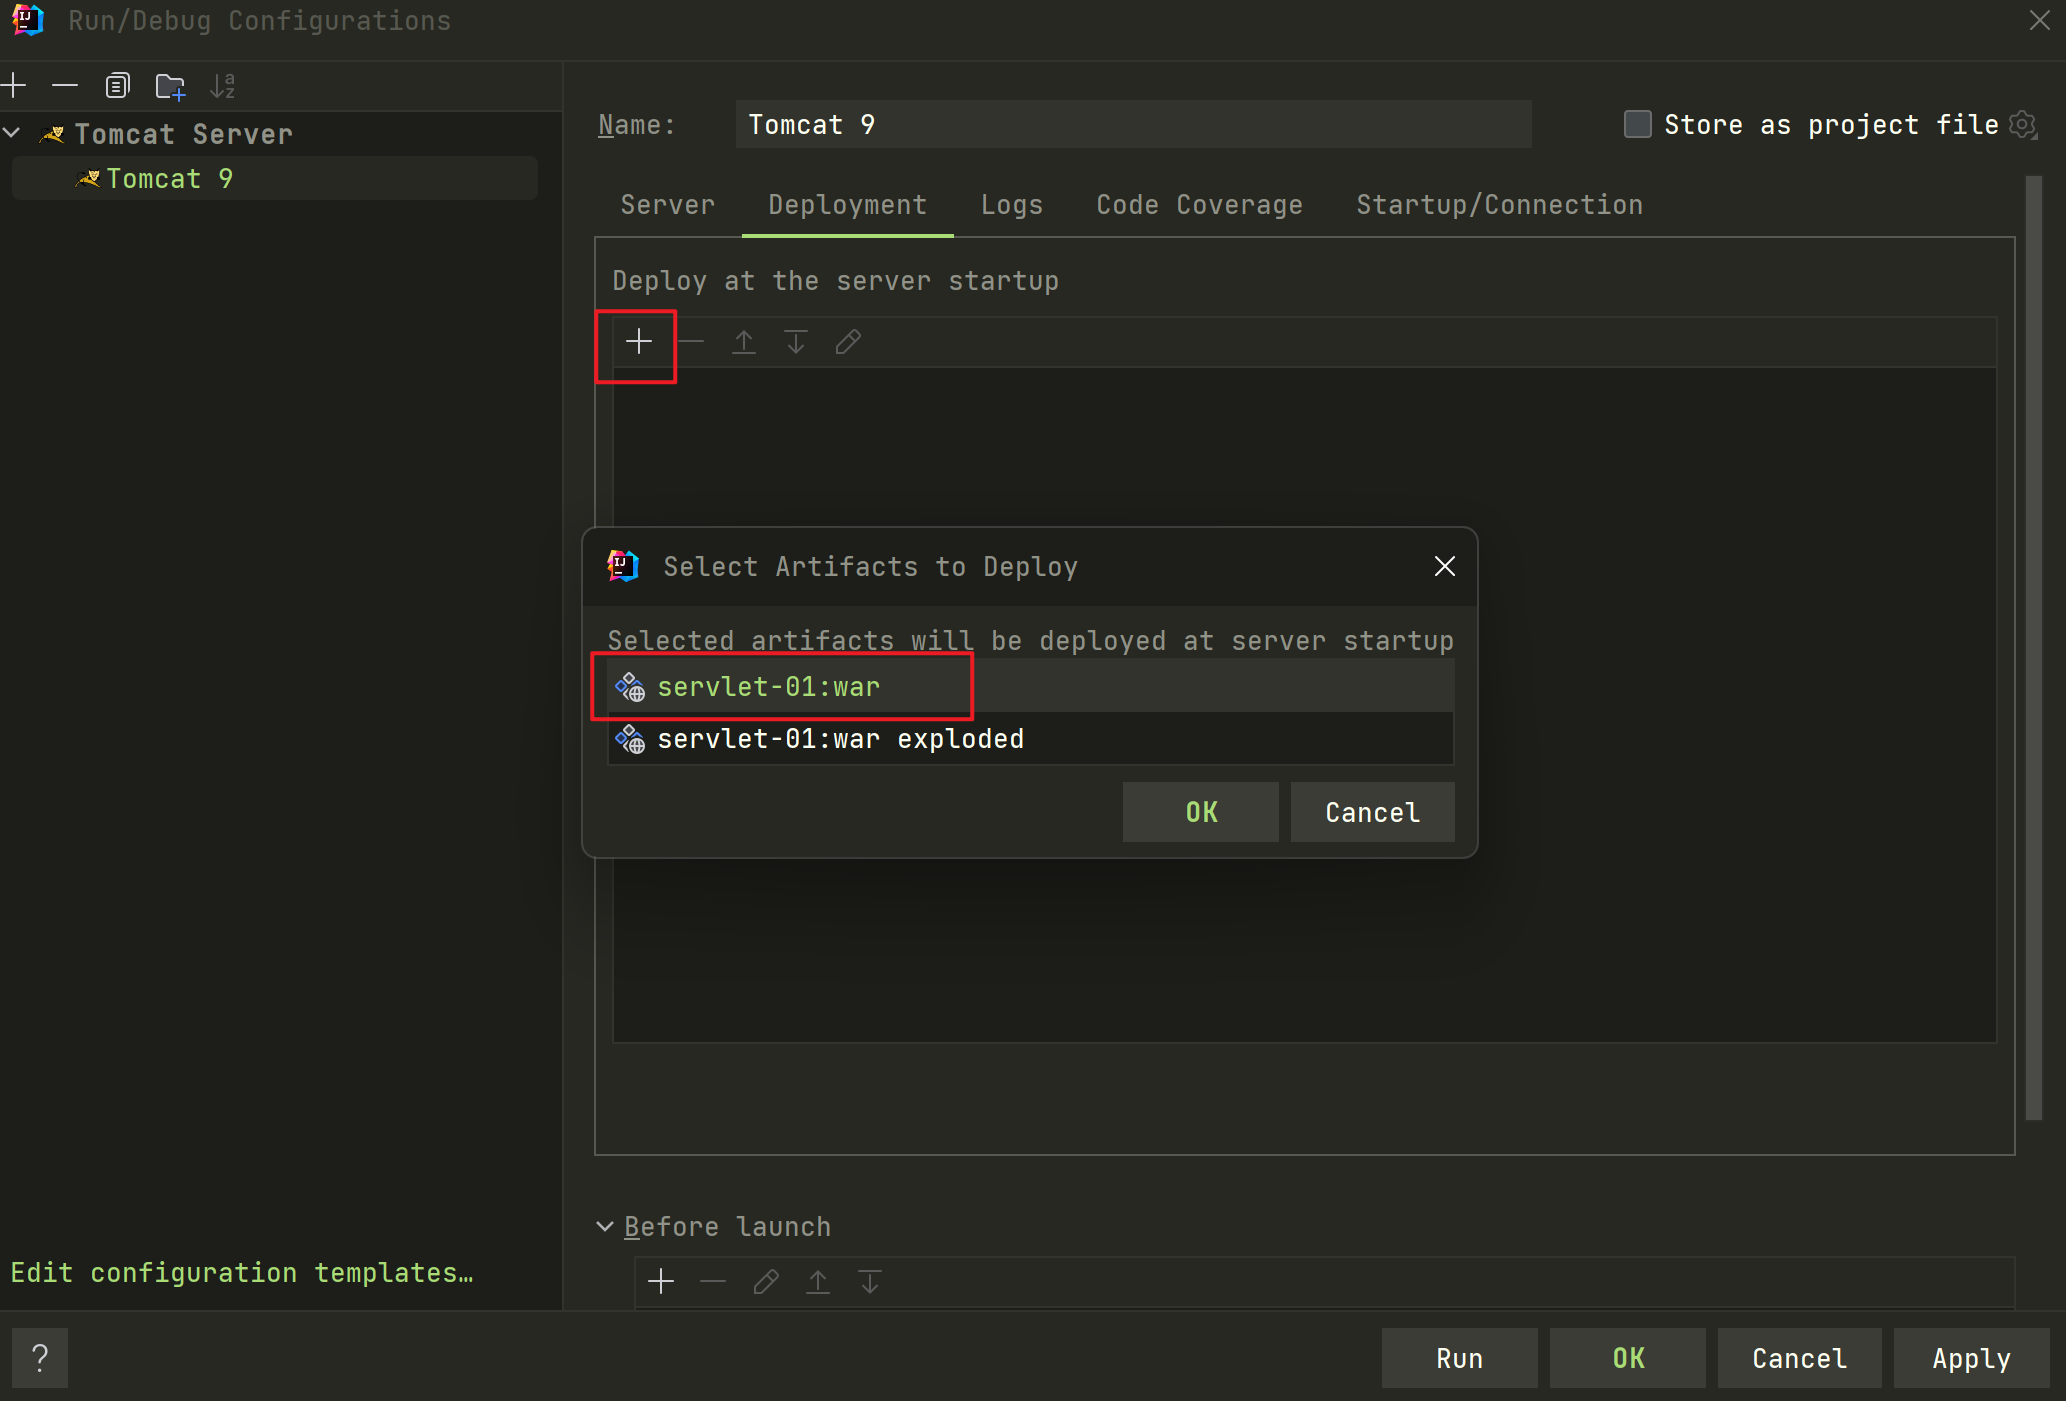 Run/Debug Configurations
Tomcat Server
Tomcat 9
Edit configuration templates…
Name: Tomcat 9 Store as project file
Server Deployment Logs Code Coverage Startup/Connection
Deploy at the server startup
Select Artifacts to Deploy
Selected artifacts will be deployed at server startup
servlet-01:war
servlet-01:war exploded
OK Cancel
Before launch
? Run OK Cancel Apply